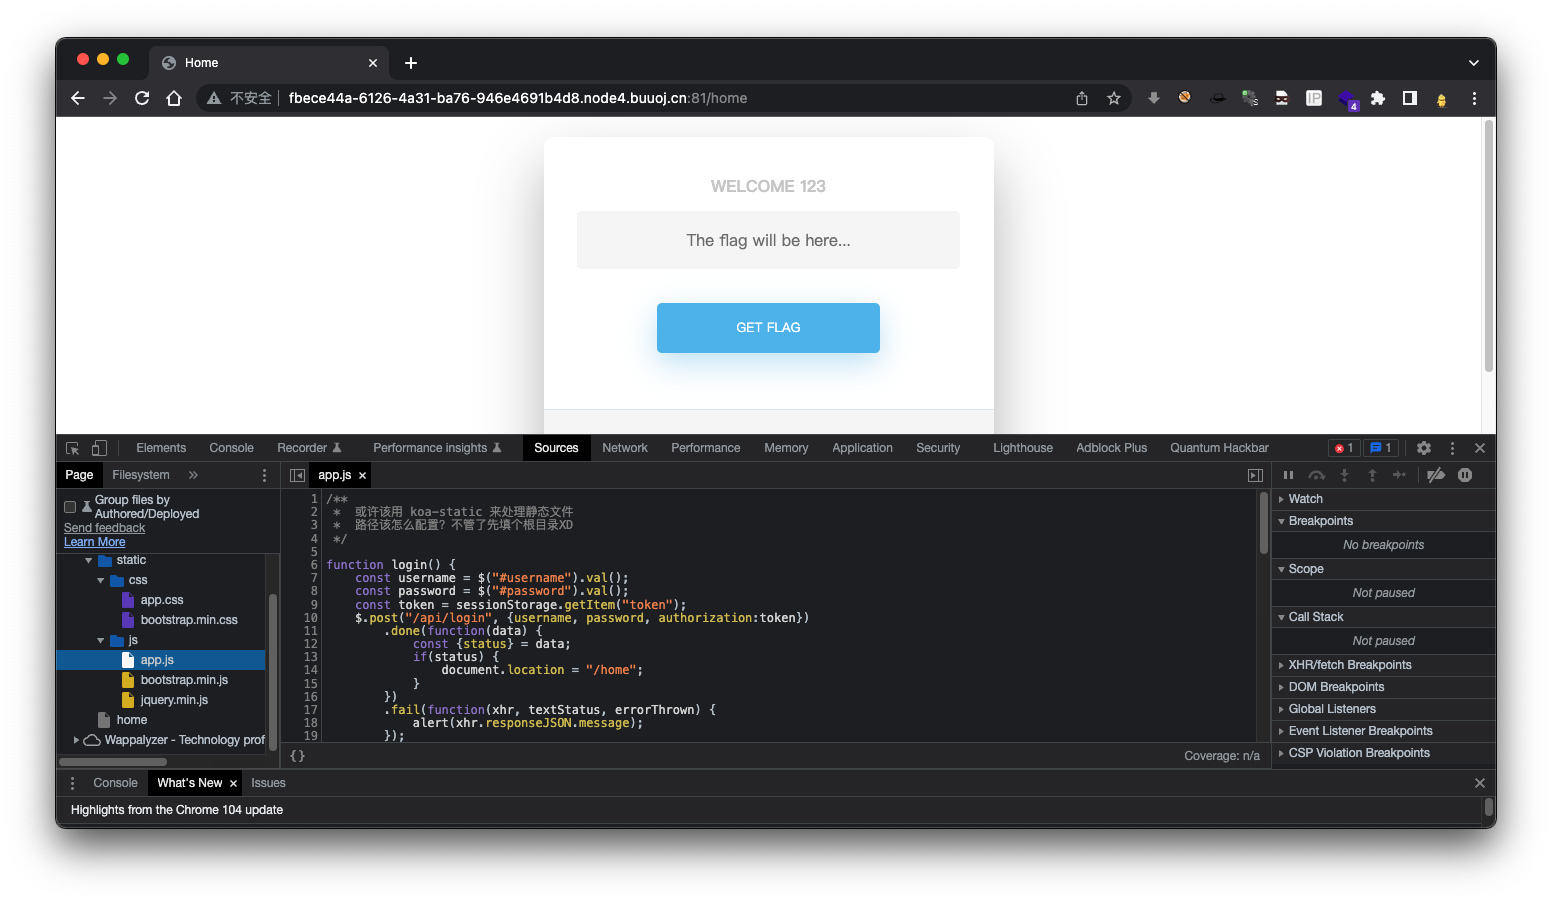 Home
不安全 fbece44a-6126-4a31-ba76-946e4691b4d8.node4.buuoj.cn:81/home
4
WELCOME 123
The flag will be here...
GET FLAG
Elements Console Recorder Performance insights Sources Network Performance Memory Application Security Lighthouse Adblock Plus Quantum Hackbar 1 1
Page Filesystem »
app.js ×
Group files by
Authored/Deployed
Send feedback
Learn More
static
css
app.css
bootstrap.min.css
js
app.js
bootstrap.min.js
jquery.min.js
home
Wappalyzer - Technology prof
1 /**
2 * 或许该用 koa-static 来处理静态文件
3 * 路径该怎么配置？不管了先填个根目录XD
4 */
5
6 function login() {
7 const username = $("#username").val();
8 const password = $("#password").val();
9 const token = sessionStorage.getItem("token");
10 $.post("/api/login", {username, password, authorization:token})
11 .done(function(data) {
12 const {status} = data;
13 if(status) {
14 document.location = "/home";
15 }
16 })
17 .fail(function(xhr, textStatus, errorThrown) {
18 alert(xhr.responseJSON.message);
19 });
{} Coverage: n/a
Watch
Breakpoints
No breakpoints
Scope
Not paused
Call Stack
Not paused
XHR/fetch Breakpoints
DOM Breakpoints
Global Listeners
Event Listener Breakpoints
CSP Violation Breakpoints
Console What's New × Issues
Highlights from the Chrome 104 update